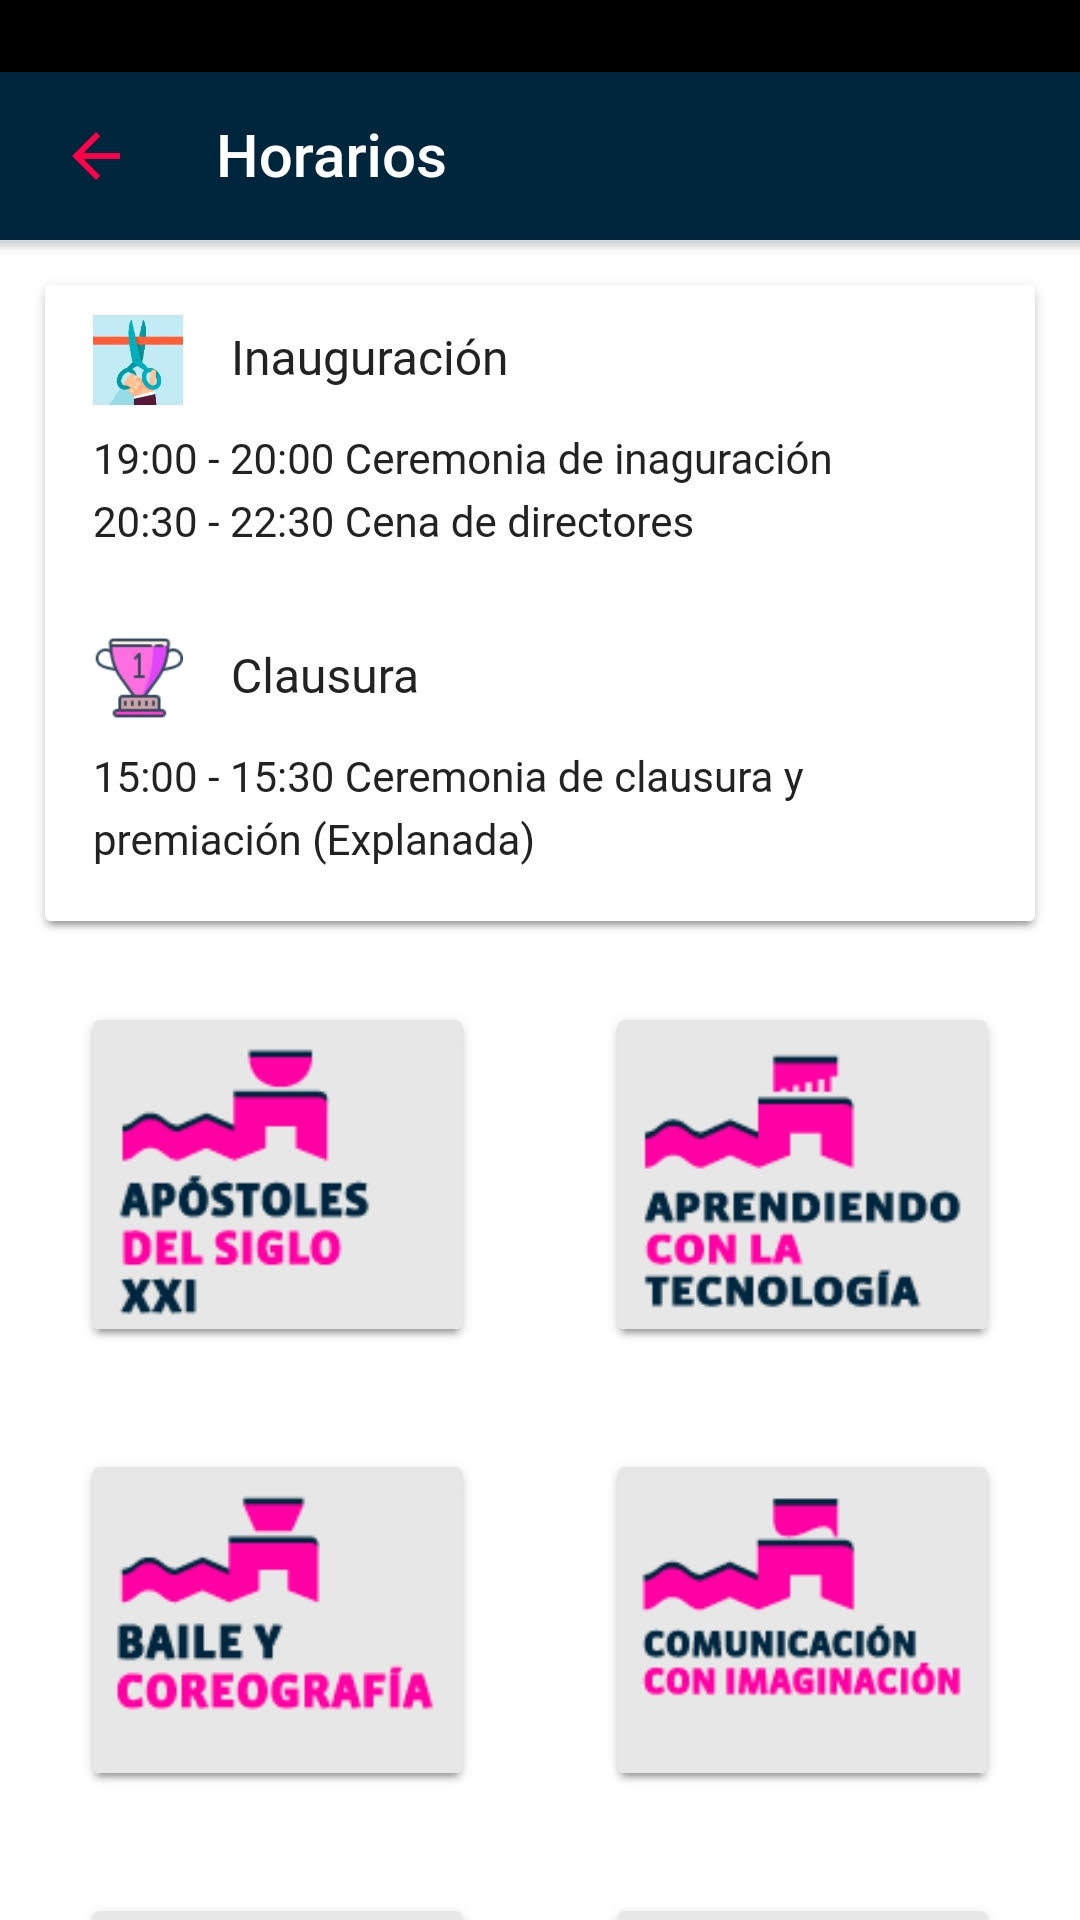 Horarios
Inauguración
19:00 - 20:00 Ceremonia de inaguración
20:30 - 22:30 Cena de directores
1
Clausura
15:00 - 15:30 Ceremonia de clausura y
premiación (Explanada)
APÓSTOLES
DEL SIGLO
XXI
APRENDIENDO
CON LA
TECNOLOGÍA
BAILE Y
COREOGRAFÍA
COMUNICACIÓN
CON IMAGINACIÓN